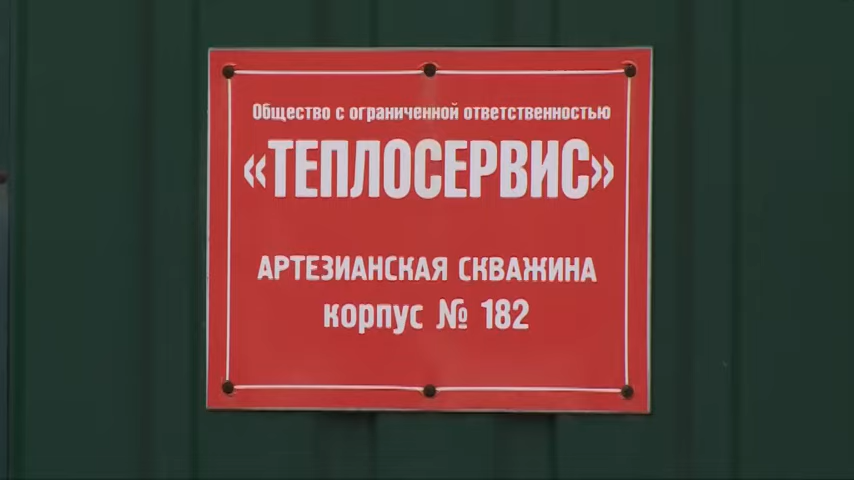 Общество с ограниченной ответственностью
«ТЕПЛОСЕРВИС»
АРТЕЗИАНСКАЯ СКВАЖИНА
корпус № 182